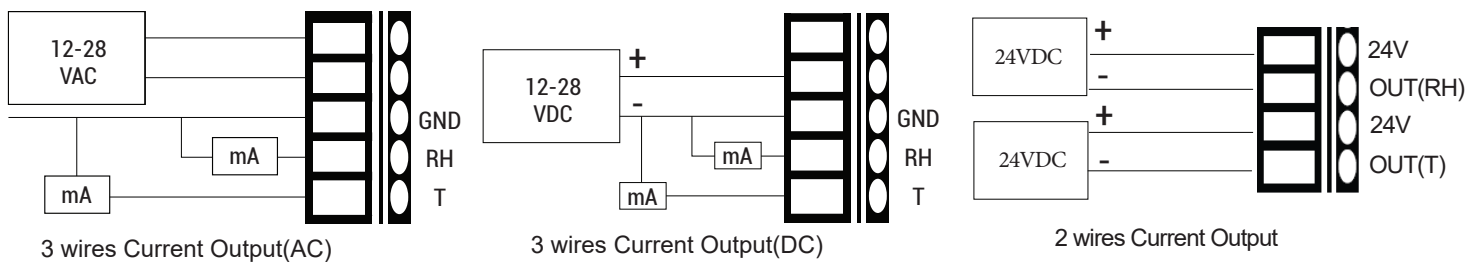 12-28
VAC
GND
mA
RH
mA
T
3 wires Current Output(AC)
+
12-28
VDC
-
GND
mA
RH
mA
T
3 wires Current Output(DC)
+
24VDC
24V
-
OUT(RH)
+
24V
24VDC
-
OUT(T)
2 wires Current Output